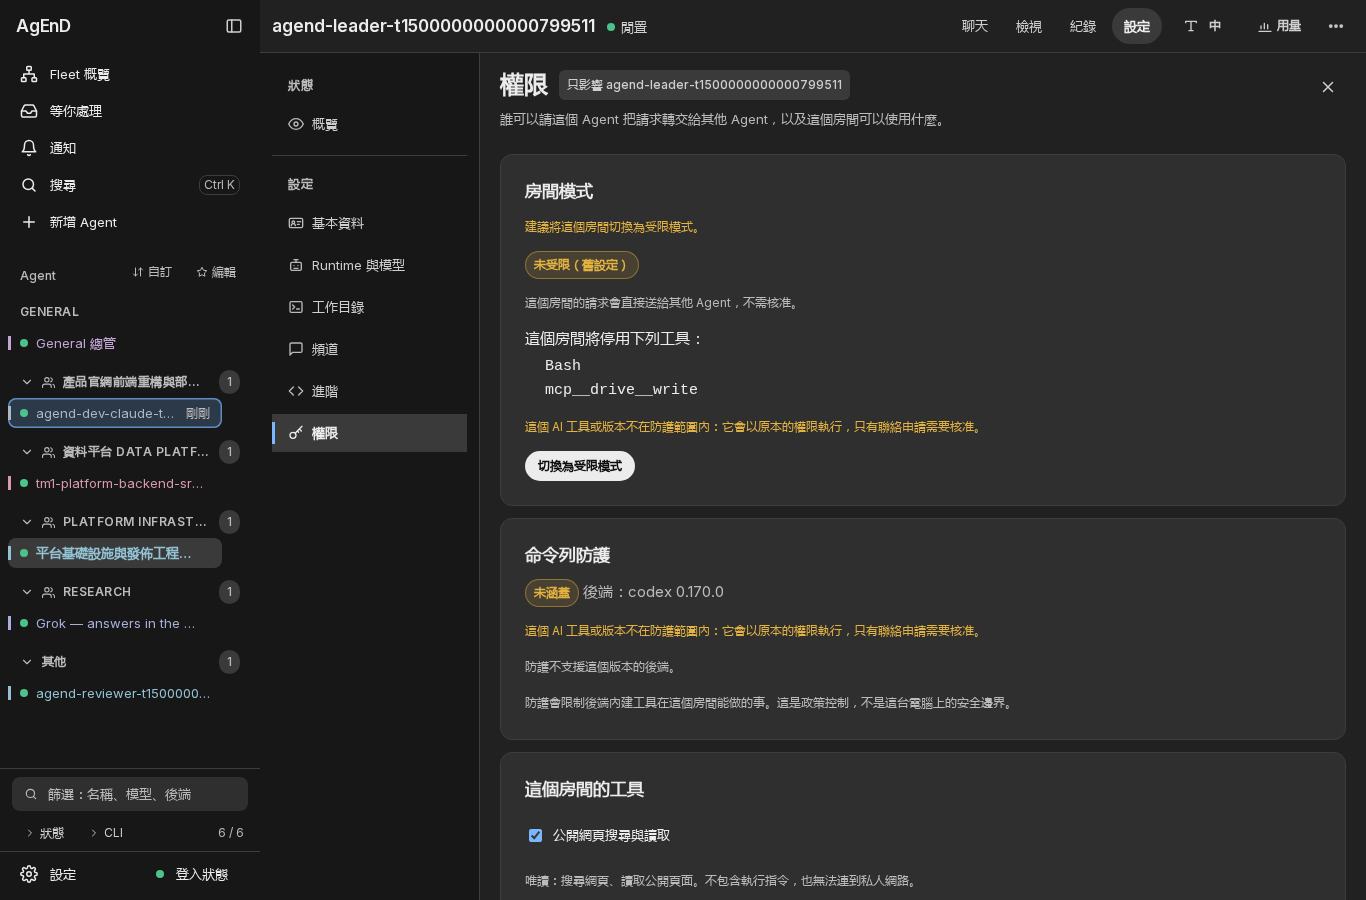 AgEnD
Fleet 概覽
等你處理
通知
搜尋 Ctrl K
新增 Agent
Agent 自訂 編輯
GENERAL
General 總管
產品官網前端重構與部… 1
agend-dev-claude-t… 剛剛
資料平台 DATA PLATF… 1
tm1-platform-backend-sr…
PLATFORM INFRAST… 1
平台基礎設施與發佈工程…
RESEARCH 1
Grok — answers in the …
其他 1
agend-reviewer-t1500000…
篩選：名稱、模型、後端
狀態 CLI 6 / 6
設定 登入狀態
agend-leader-t1500000000000799511 閒置
聊天 檢視 紀錄 設定 中 用量
狀態
概覽
設定
基本資料
Runtime 與模型
工作目錄
頻道
進階
權限
權限 只影響 agend-leader-t1500000000000799511
誰可以請這個 Agent 把請求轉交給其他 Agent，以及這個房間可以使用什麼。
房間模式
建議將這個房間切換為受限模式。
未受限（舊設定）
這個房間的請求會直接送給其他 Agent，不需核准。
這個房間將停用下列工具：
Bash
mcp__drive__write
這個 AI 工具或版本不在防護範圍內：它會以原本的權限執行，只有聯絡申請需要核准。
切換為受限模式
命令列防護
未涵蓋 後端：codex 0.170.0
這個 AI 工具或版本不在防護範圍內：它會以原本的權限執行，只有聯絡申請需要核准。
防護不支援這個版本的後端。
防護會限制後端內建工具在這個房間能做的事。這是政策控制，不是這台電腦上的安全邊界。
這個房間的工具
公開網頁搜尋與讀取
唯讀：搜尋網頁、讀取公開頁面。不包含執行指令，也無法連到私人網路。